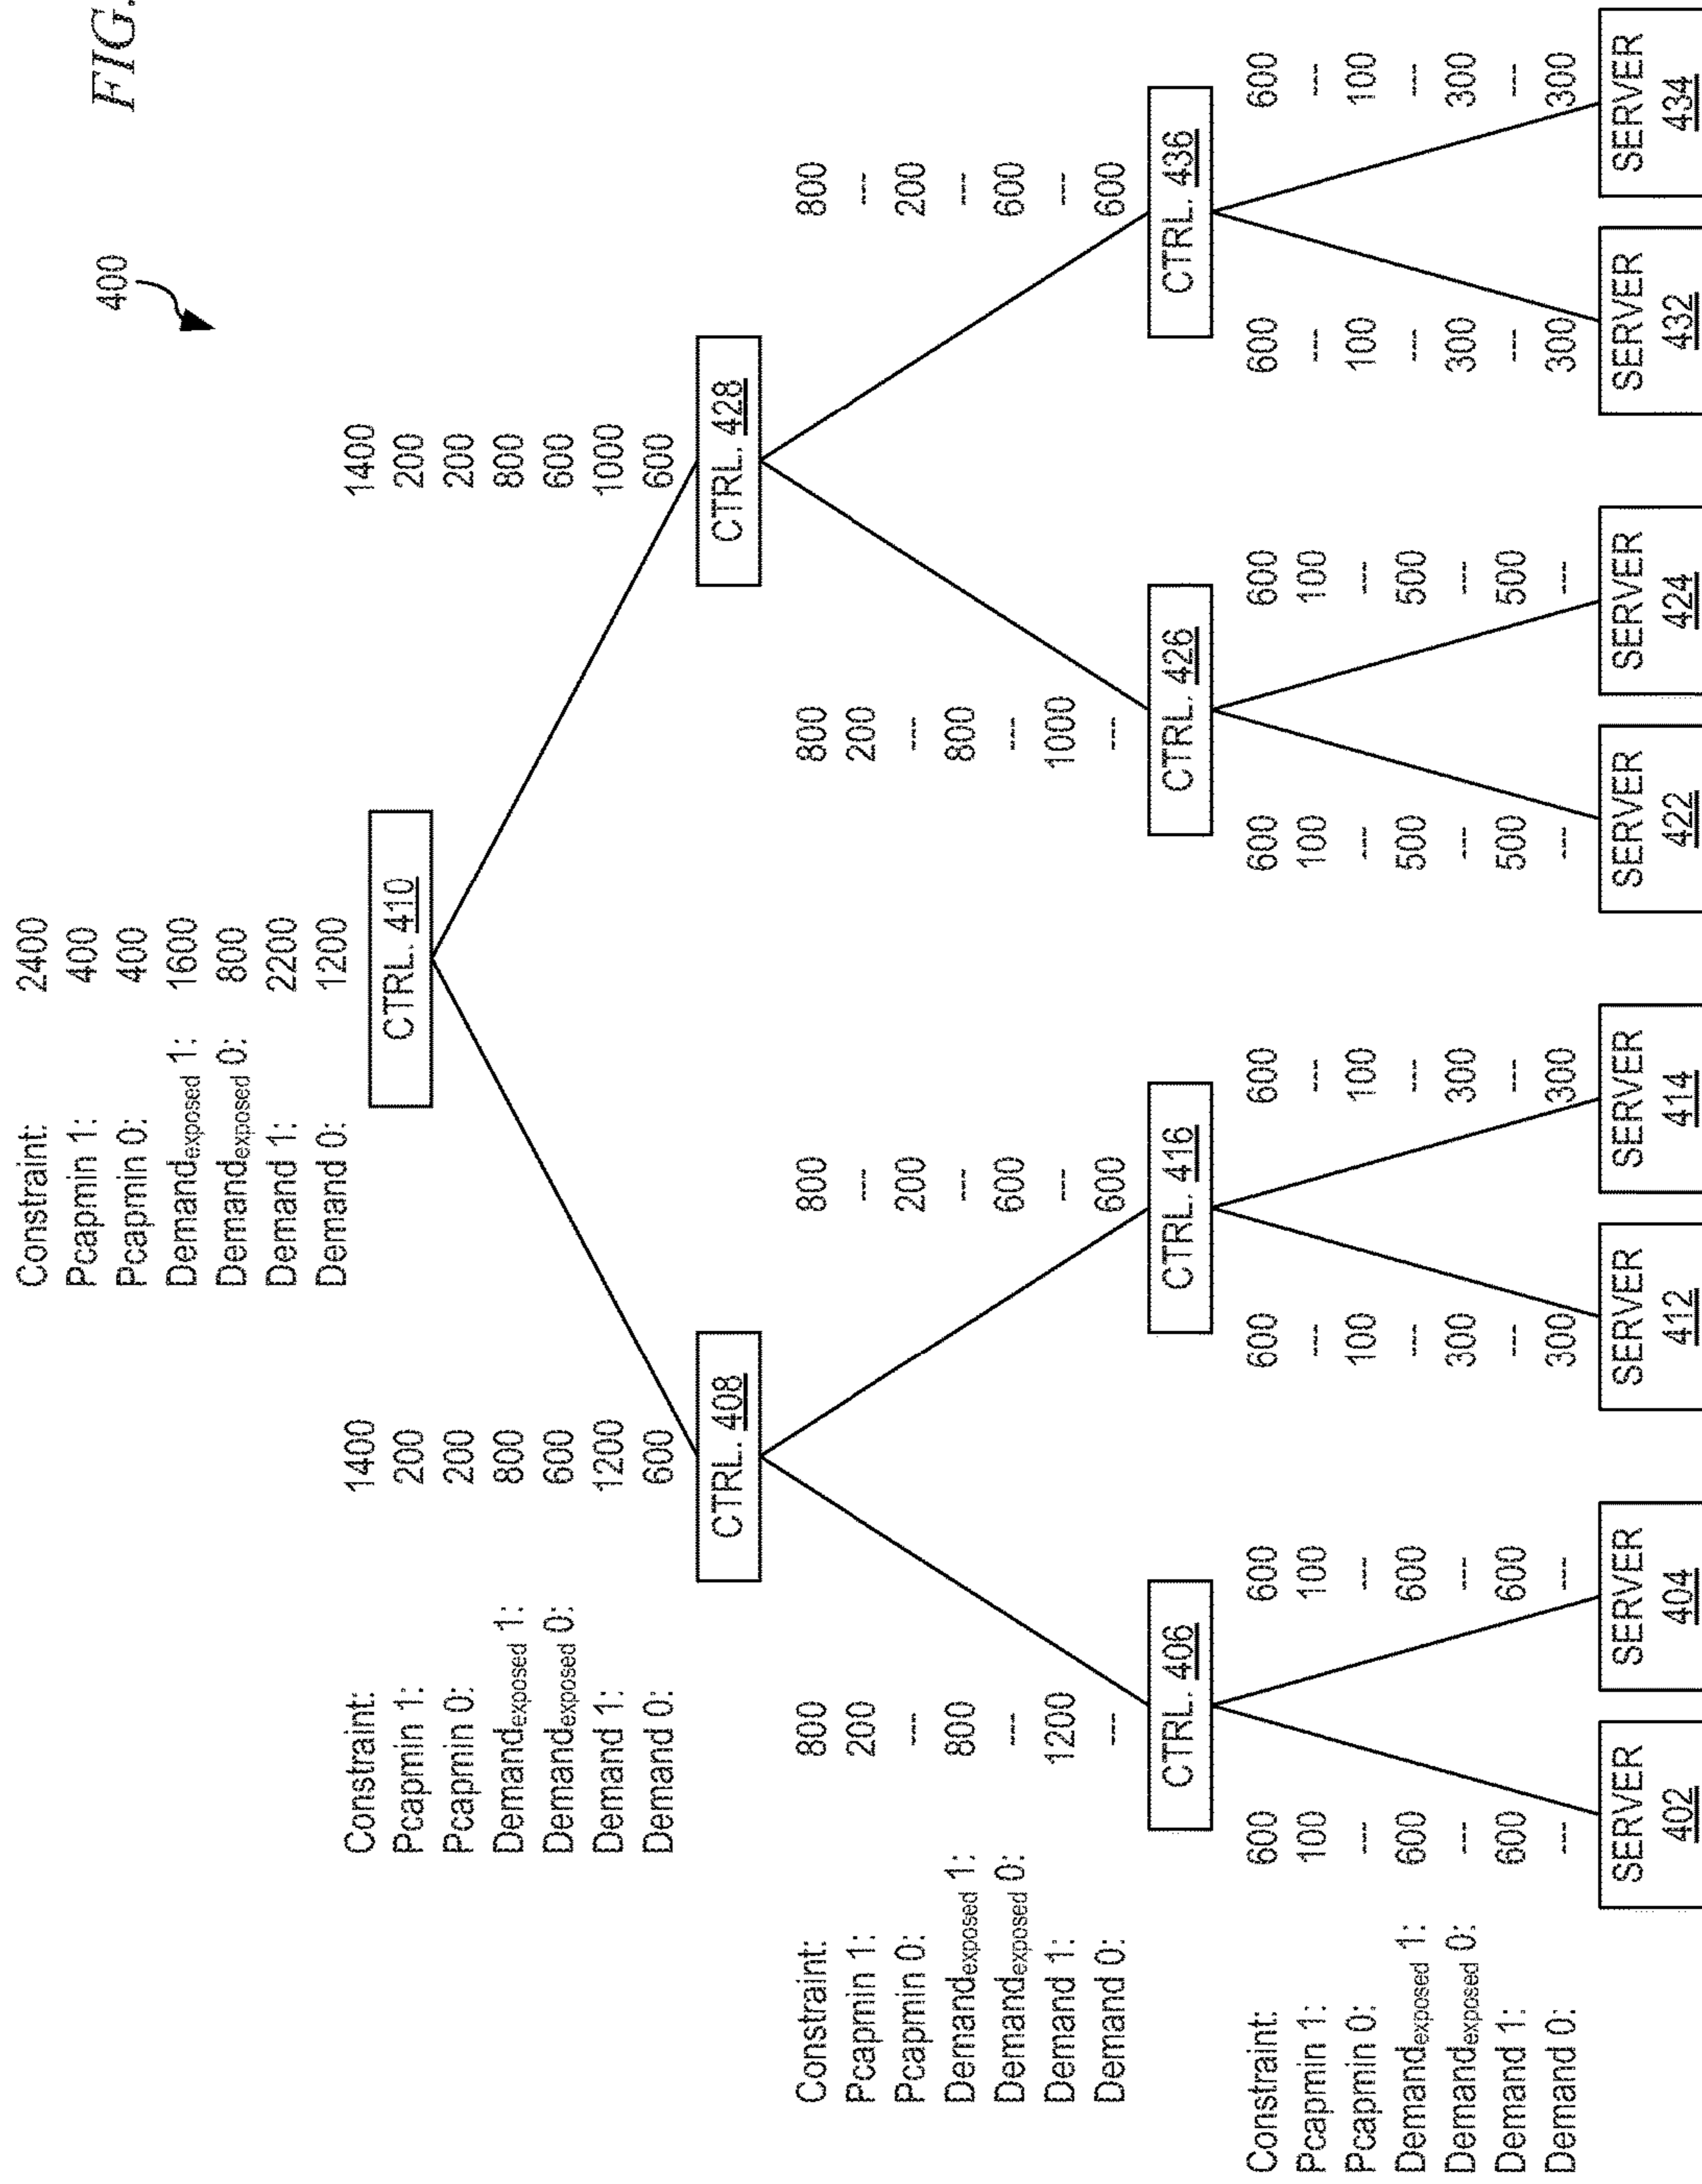 FIG.
400
Constraint: 2400
Pcapmin 1: 400
Pcapmin 0: 400
Demandexposed 1: 1600
Demandexposed 0: 800
Demand 1: 2200
Demand 0: 1200
CTRL. 410
Constraint: 1400 1400
Pcapmin 1: 200 200
Pcapmin 0: 200 200
Demandexposed 1: 800 800
Demandexposed 0: 600 600
Demand 1: 1200 1000
Demand 0: 600 600
CTRL. 408 CTRL. 428
Constraint: 800 800 800 800
Pcapmin 1: 200 --- 200 ---
Pcapmin 0: --- 200 --- 200
Demandexposed 1: 800 --- 800 ---
Demandexposed 0: --- 600 --- 600
Demand 1: 1200 --- 1000 ---
Demand 0: --- 600 --- 600
CTRL. 406 CTRL. 416 CTRL. 426 CTRL. 436
Constraint: 600 600 600 600 600 600 600 600
Pcapmin 1: 100 100 --- --- 100 100 --- ---
Pcapmin 0: --- --- 100 100 --- --- 100 100
Demandexposed 1: 600 600 --- --- 500 500 --- ---
Demandexposed 0: --- --- 300 300 --- --- 300 300
Demand 1: 600 600 --- --- 500 500 --- ---
Demand 0: --- --- 300 300 --- --- 300 300
SERVER SERVER SERVER SERVER SERVER SERVER SERVER SERVER
402 404 412 414 422 424 432 434